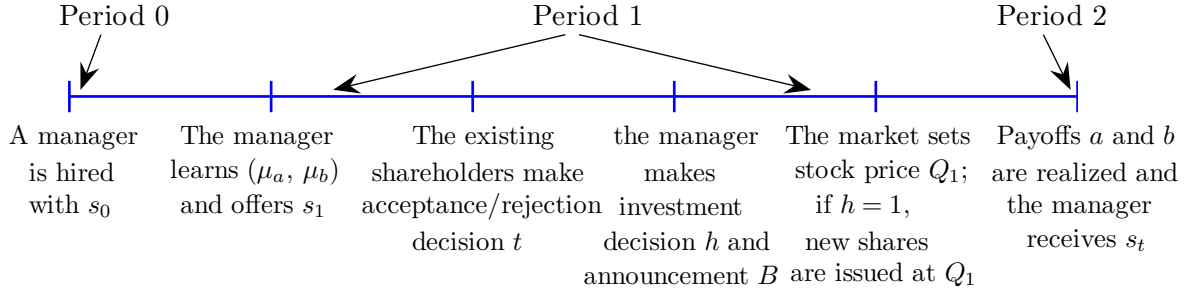 Period 0
Period 1
Period 2
A manager
is hired
with s₀
The manager
learns (μₐ, μ_b)
and offers s₁
The existing
shareholders make
acceptance/rejection
decision t
the manager
makes
investment
decision h and
announcement B
The market sets
stock price Q₁;
if h = 1,
new shares
are issued at Q₁
Payoffs a and b
are realized and
the manager
receives sₜ